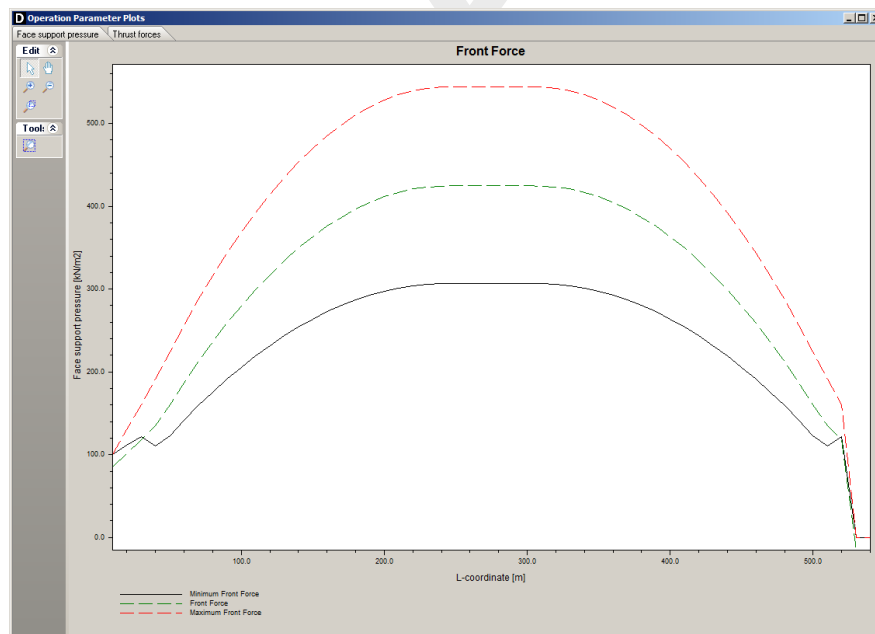 D Operation Parameter Plots
Face support pressure Thrust forces
Edit
Tool:
Front Force
Face support pressure [kN/m2]
500.0
400.0
300.0
200.0
100.0
0.0
100.0 200.0 300.0 400.0 500.0
L-coordinate [m]
Minimum Front Force
Front Force
Maximum Front Force